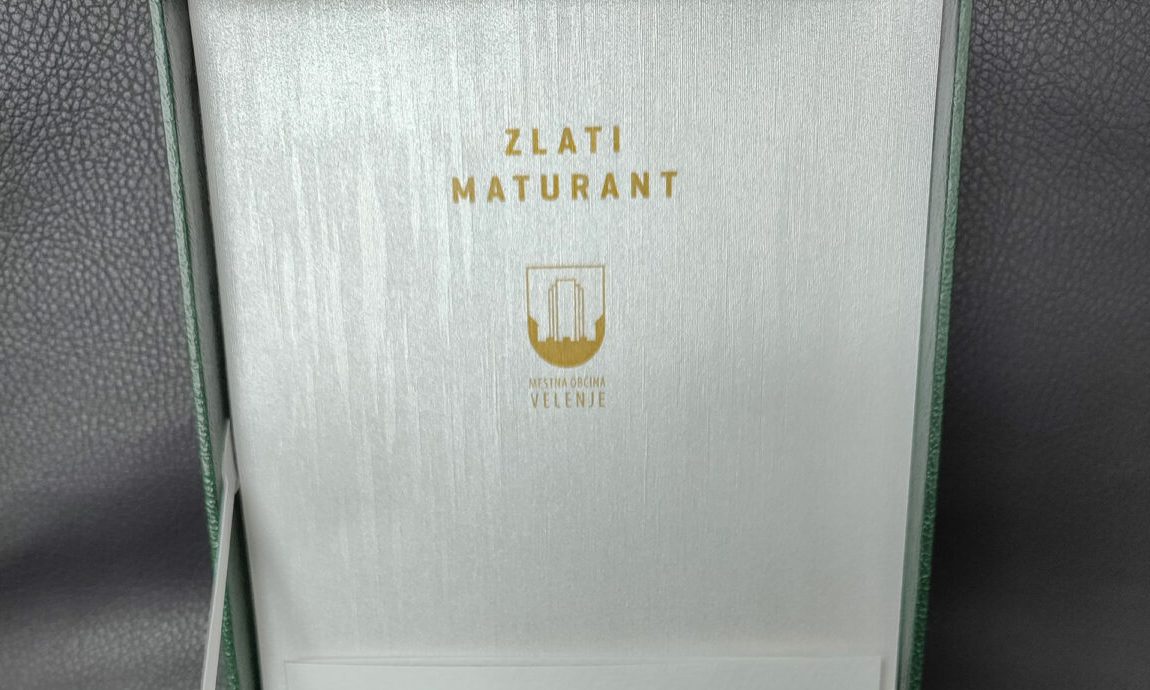 ZLATI
MATURANT
MESTNA OBČINA
VELENJE